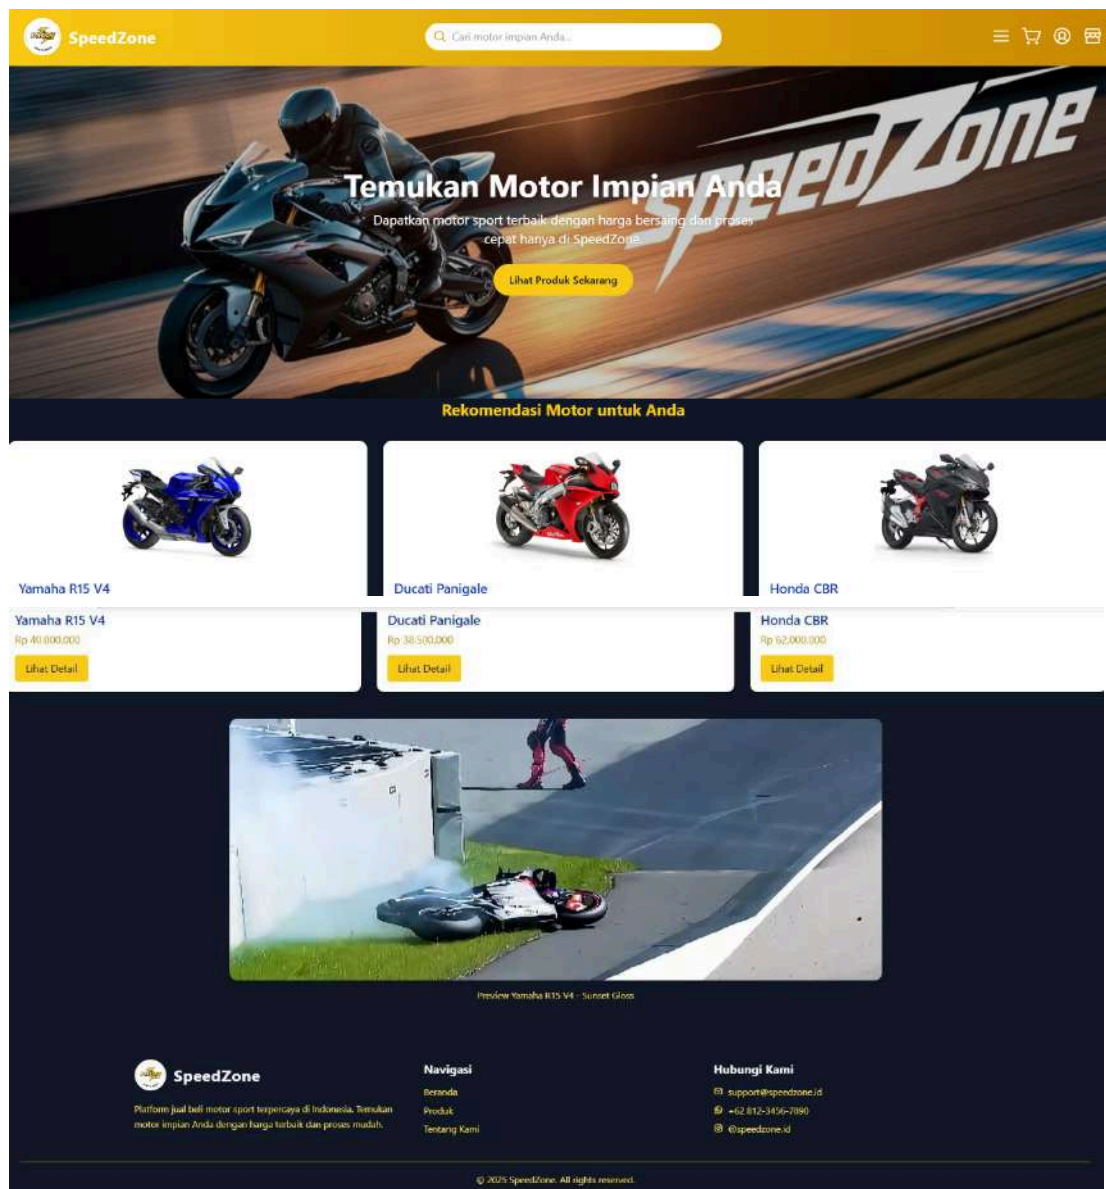 SpeedZone
Cari motor impian Anda...
speedZone
Temukan Motor Impian Anda
Dapatkan motor sport terbaik dengan harga bersaing dan proses
cepat hanya di SpeedZone.
Lihat Produk Sekarang
Rekomendasi Motor untuk Anda
Yamaha R15 V4
Ducati Panigale
Honda CBR
Yamaha R15 V4
Ducati Panigale
Honda CBR
Rp 40.000.000
Rp 38.500.000
Rp 62.000.000
Lihat Detail
Lihat Detail
Lihat Detail
Preview Yamaha R15 V4 - Sunset Gloss
SpeedZone
Platform jual beli motor sport terpercaya di Indonesia. Temukan
motor impian Anda dengan harga terbaik dan proses mudah.
Navigasi
Beranda
Produk
Tentang Kami
Hubungi Kami
support@speedzone.id
+62 812-3456-7890
@speedzone.id
© 2025 SpeedZone. All rights reserved.